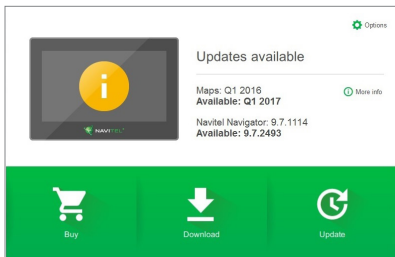 Options
Updates available
Maps: Q1 2016
Available: Q1 2017
More info
Navitel Navigator: 9.7.1114
Available: 9.7.2493
NAVITEL
Buy
Download
Update